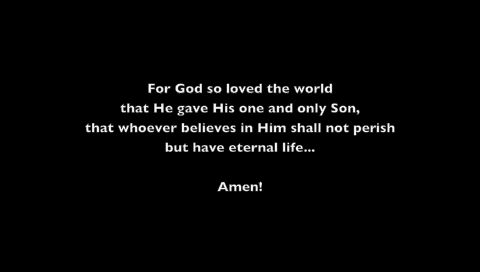 For God so loved the world
that He gave His one and only Son,
that whoever believes in Him shall not perish
but have eternal life...
Amen!